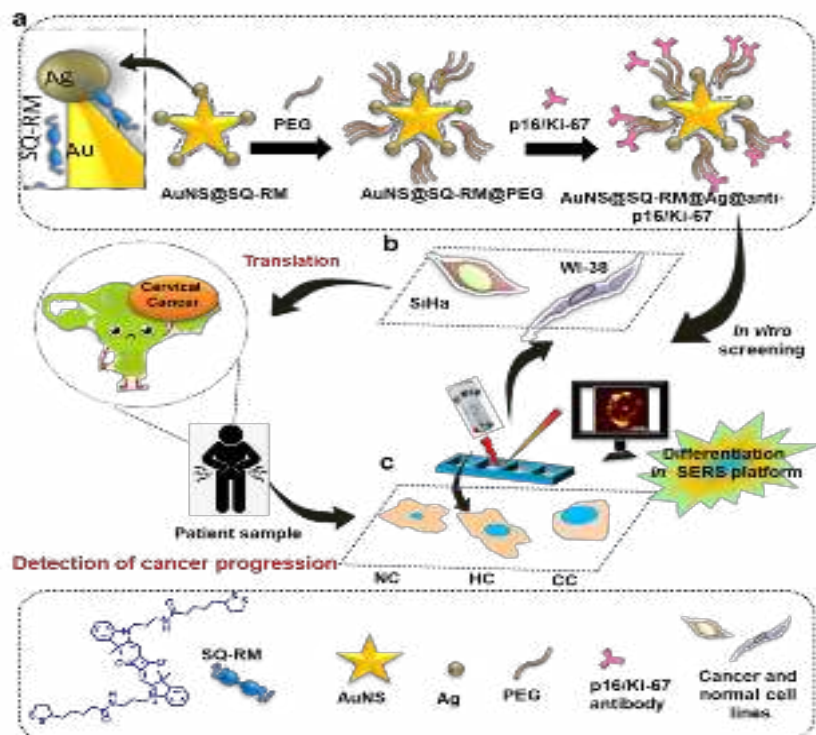 a
Ag
SQ-RM
Au
PEG
p16/Ki-67
AuNS@SQ-RM
AuNS@SQ-RM@PEG
AuNS@SQ-RM@Ag@anti-
p16/Ki-67
b
Translation
Cervical
Cancer
SiHa
WI-38
In vitro
screening
Differentiation
in SERS platform
c
Patient sample
Detection of cancer progression
NC
HC
CC
SQ-RM
AuNS
Ag
PEG
p16/Ki-67
antibody
Cancer and
normal cell
lines